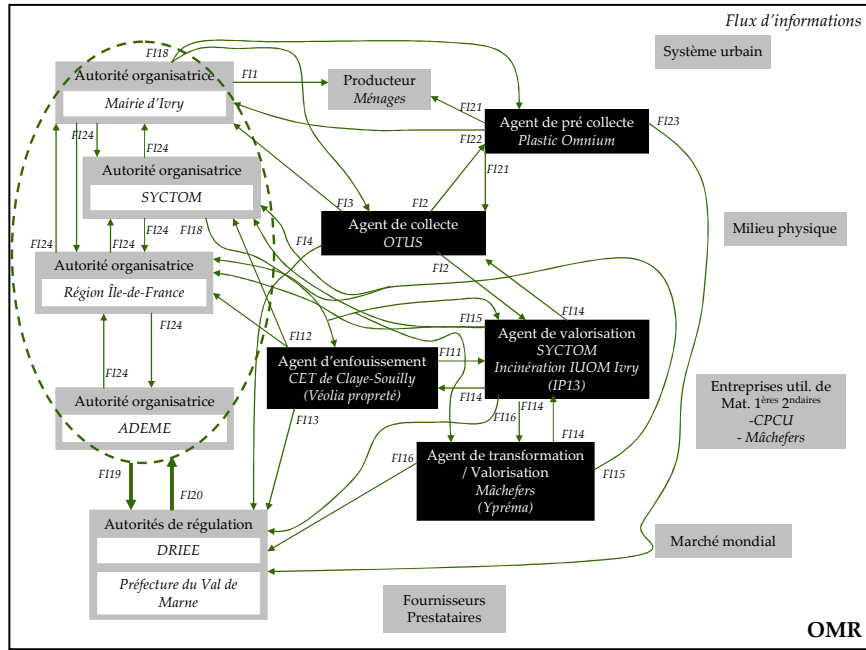 Flux d'informations
FI18
Système urbain
Autorité organisatrice
Mairie d'Ivry
FI1
Producteur
Ménages
FI21
FI22
Agent de pré collecte
Plastic Omnium
FI23
FI24
FI24
FI21
Autorité organisatrice
SYCTOM
FI3
FI2
FI24
FI24
FI24
FI18
FI4
Agent de collecte
OTUS
FI2
Milieu physique
Autorité organisatrice
Région Île-de-France
FI14
FI15
FI24
FI12
Agent de valorisation
SYCTOM
Incinération IUOM Ivry
(IP13)
Agent d'enfouissement
CET de Claye-Souilly
(Véolia propreté)
FI11
FI24
FI14
FI14
FI16
FI13
Autorité organisatrice
ADEME
Entreprises util. de
Mat. 1ères 2ndaires
-CPCU
- Mâchefers
FI14
FI16
FI15
Agent de transformation
/ Valorisation
Mâchefers
(Ypréma)
FI19
FI20
Autorités de régulation
DRIEE
Préfecture du Val de
Marne
Marché mondial
Fournisseurs
Prestataires
OMR